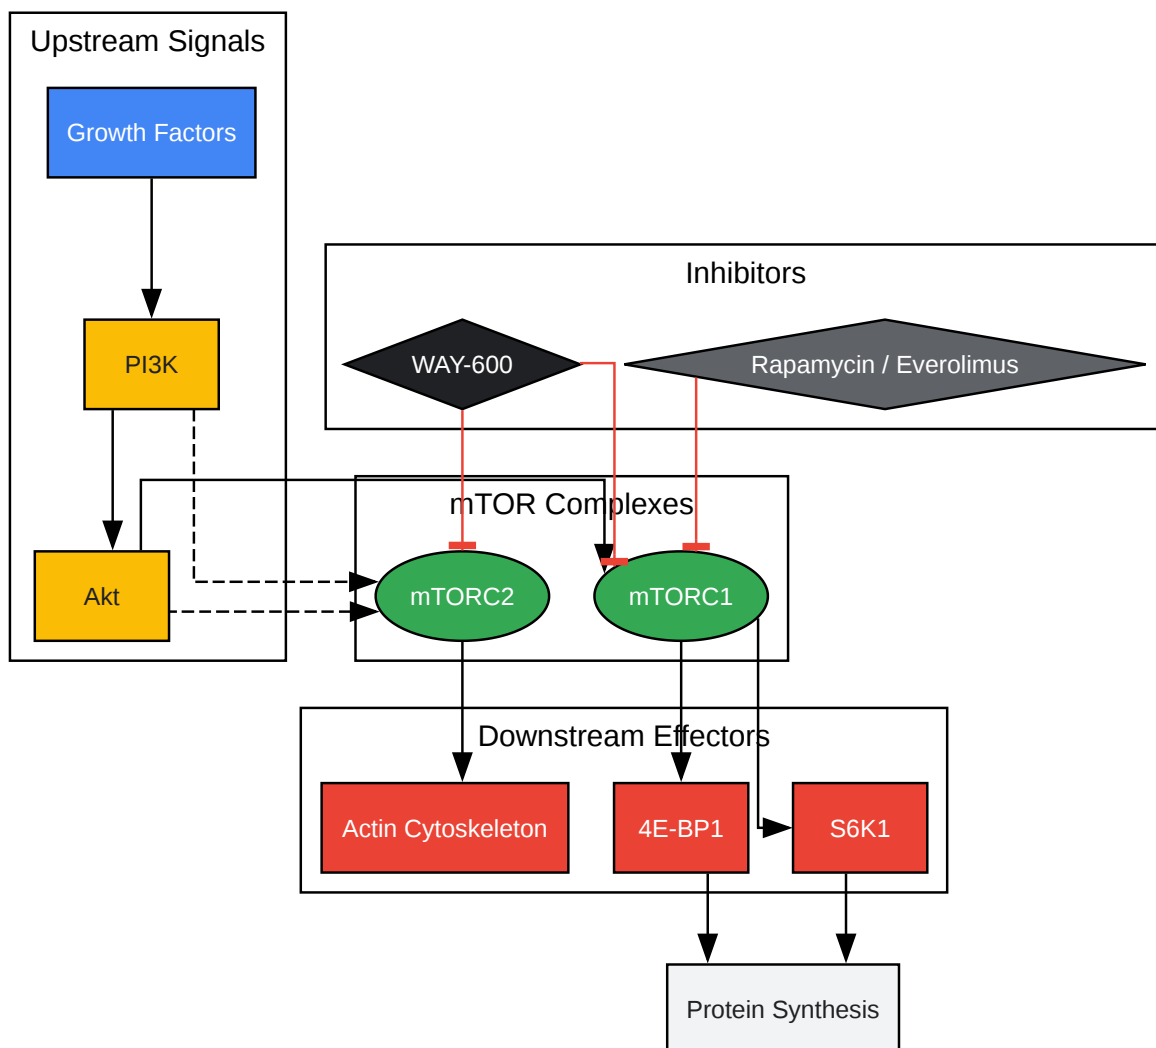 Upstream Signals
Growth Factors
PI3K
Akt
Inhibitors
WAY-600
Rapamycin / Everolimus
mTOR Complexes
mTORC2
mTORC1
Downstream Effectors
Actin Cytoskeleton
4E-BP1
S6K1
Protein Synthesis